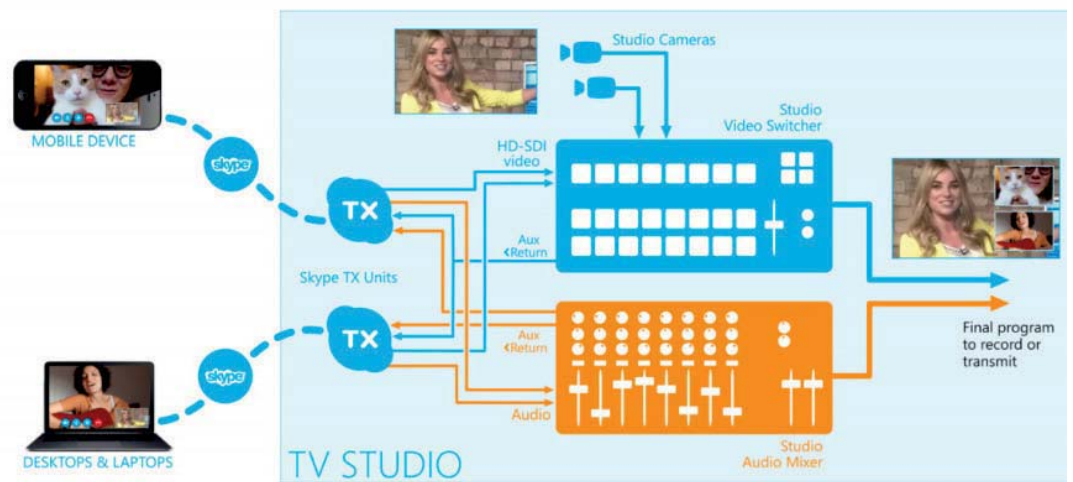 Studio Cameras
MOBILE DEVICE
skype
HD-SDI
video
Studio
Video Switcher
TX
Aux
‹Return
Skype TX Units
TX
Aux
‹Return
skype
Audio
Final program
to record or
transmit
DESKTOPS & LAPTOPS
Studio
Audio Mixer
TV STUDIO